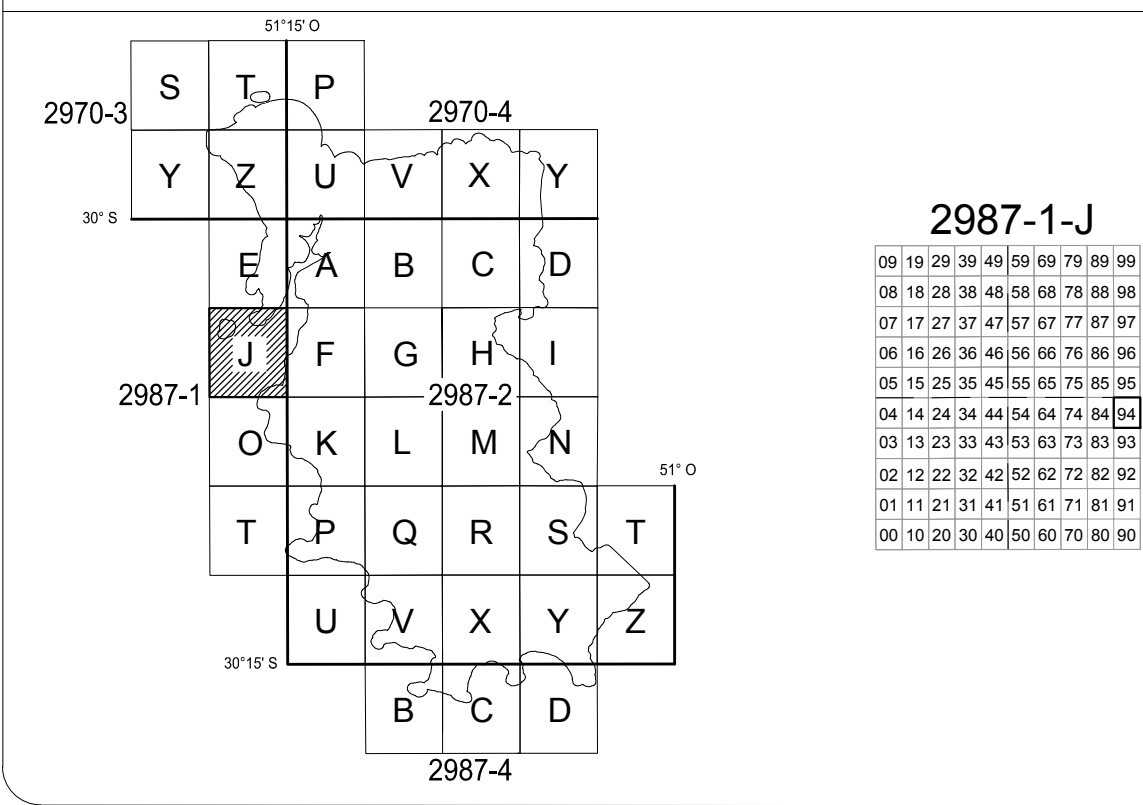 51°15' O
S T P
2970-3 2970-4
Y Z U V X Y
30° S
E A B C D
J F G H I
2987-1 2987-2
O K L M N
51° O
T P Q R S T
U V X Y Z
30°15' S
B C D
2987-4
2987-1-J
09 19 29 39 49 59 69 79 89 99
08 18 28 38 48 58 68 78 88 98
07 17 27 37 47 57 67 77 87 97
06 16 26 36 46 56 66 76 86 96
05 15 25 35 45 55 65 75 85 95
04 14 24 34 44 54 64 74 84 94
03 13 23 33 43 53 63 73 83 93
02 12 22 32 42 52 62 72 82 92
01 11 21 31 41 51 61 71 81 91
00 10 20 30 40 50 60 70 80 90